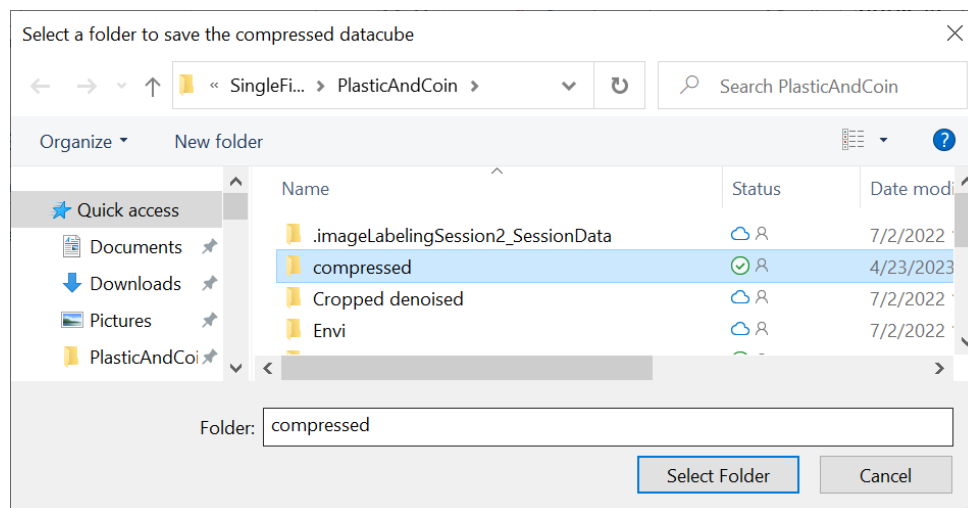 Select a folder to save the compressed datacube
« SingleFi... > PlasticAndCoin > Search PlasticAndCoin
Organize New folder
Name Status Date modi
Quick access
Documents
Downloads
Pictures
PlasticAndCoi
.imageLabelingSession2_SessionData 7/2/2022
compressed 4/23/2023
Cropped denoised 7/2/2022
Envi 7/2/2022
Folder: compressed
Select Folder Cancel